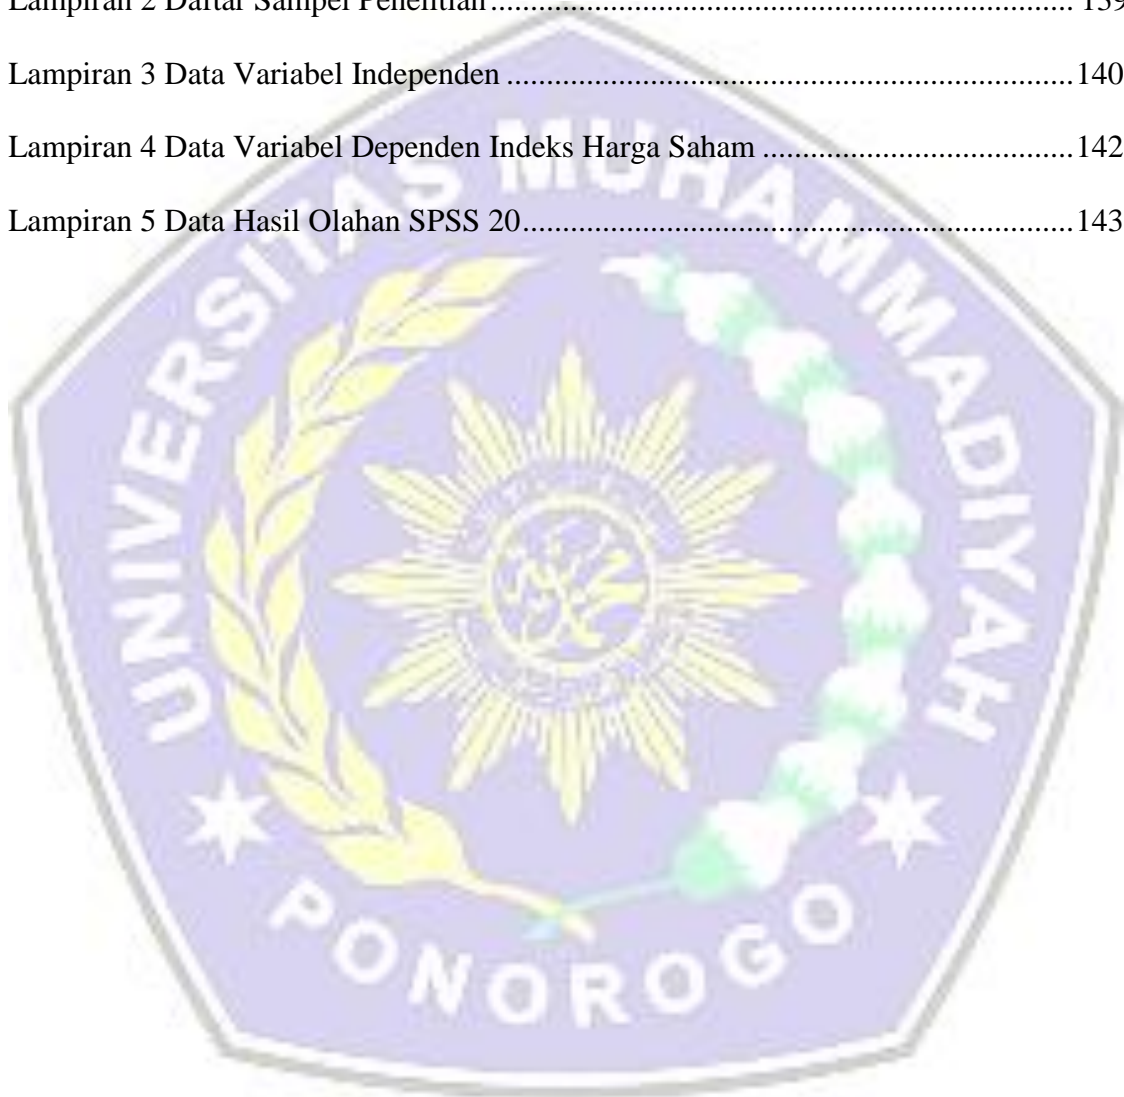 Lampiran 2 Daftar Sampel Penelitian ........................................................................ 139
Lampiran 3 Data Variabel Independen ......................................................................140
Lampiran 4 Data Variabel Dependen Indeks Harga Saham ......................................142
Lampiran 5 Data Hasil Olahan SPSS 20....................................................................143
UNIVERSITAS MUHAMMADIYAH
PONOROGO